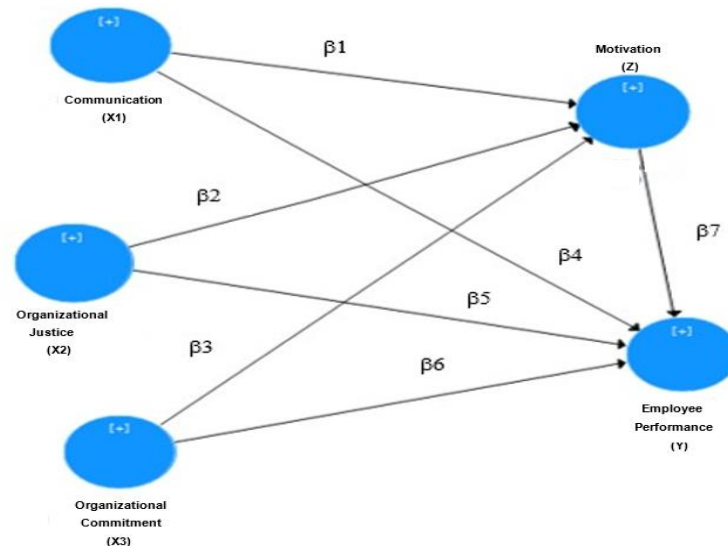 [+]
Communication
(X1)
β1
Motivation
(Z)
[+]
β2
[+]
Organizational
Justice
(X2)
β4
β7
β5
β3
β6
[+]
Employee
Performance
(Y)
[+]
Organizational
Commitment
(X3)